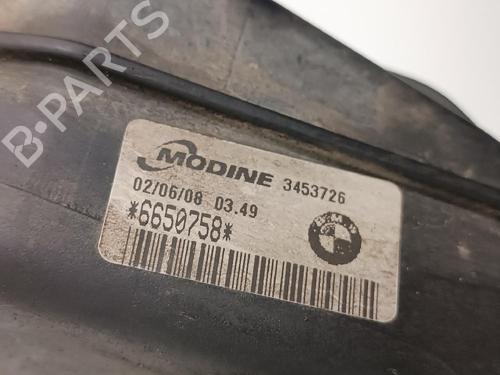 B-PARTS
MODINE 3453726
02/06/08 03.49
*6650758*
BMW